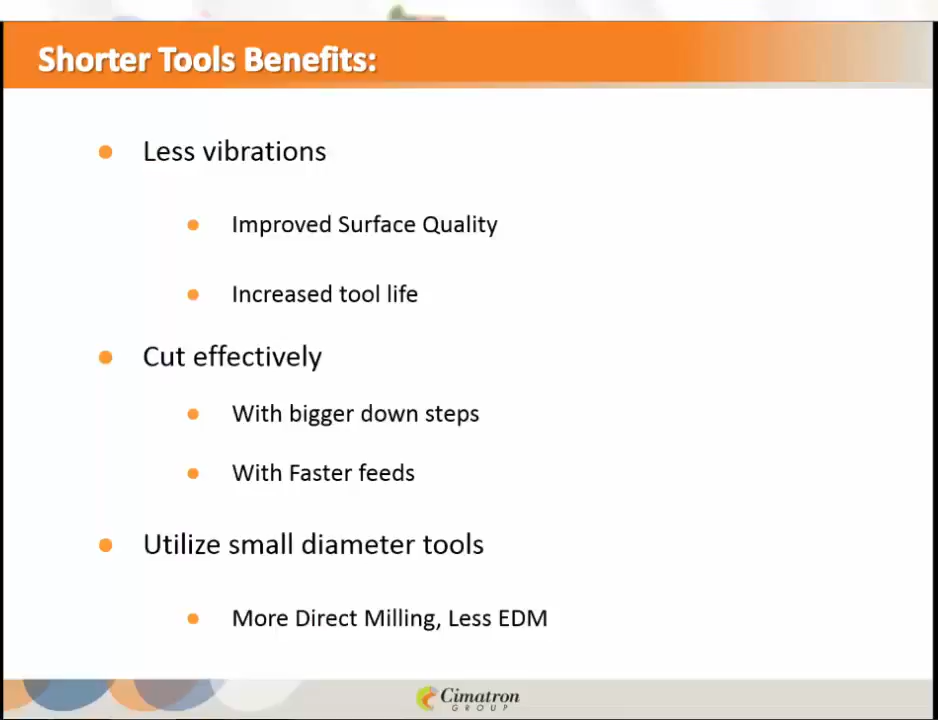 Shorter Tools Benefits:
Less vibrations
Improved Surface Quality
Increased tool life
Cut effectively
With bigger down steps
With Faster feeds
Utilize small diameter tools
More Direct Milling, Less EDM
Cimatron
GROUP